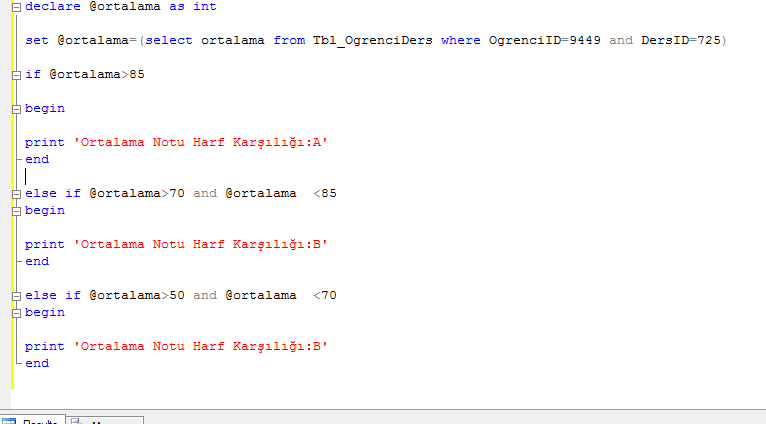 declare @ortalama as int
set @ortalama=(select ortalama from Tbl_OgrenciDers where OgrenciID=9449 and DersID=725)
if @ortalama>85
begin
print 'Ortalama Notu Harf Karşılığı:A'
end
else if @ortalama>70 and @ortalama  <85
begin
print 'Ortalama Notu Harf Karşılığı:B'
end
else if @ortalama>50 and @ortalama  <70
begin
print 'Ortalama Notu Harf Karşılığı:B'
end
Results